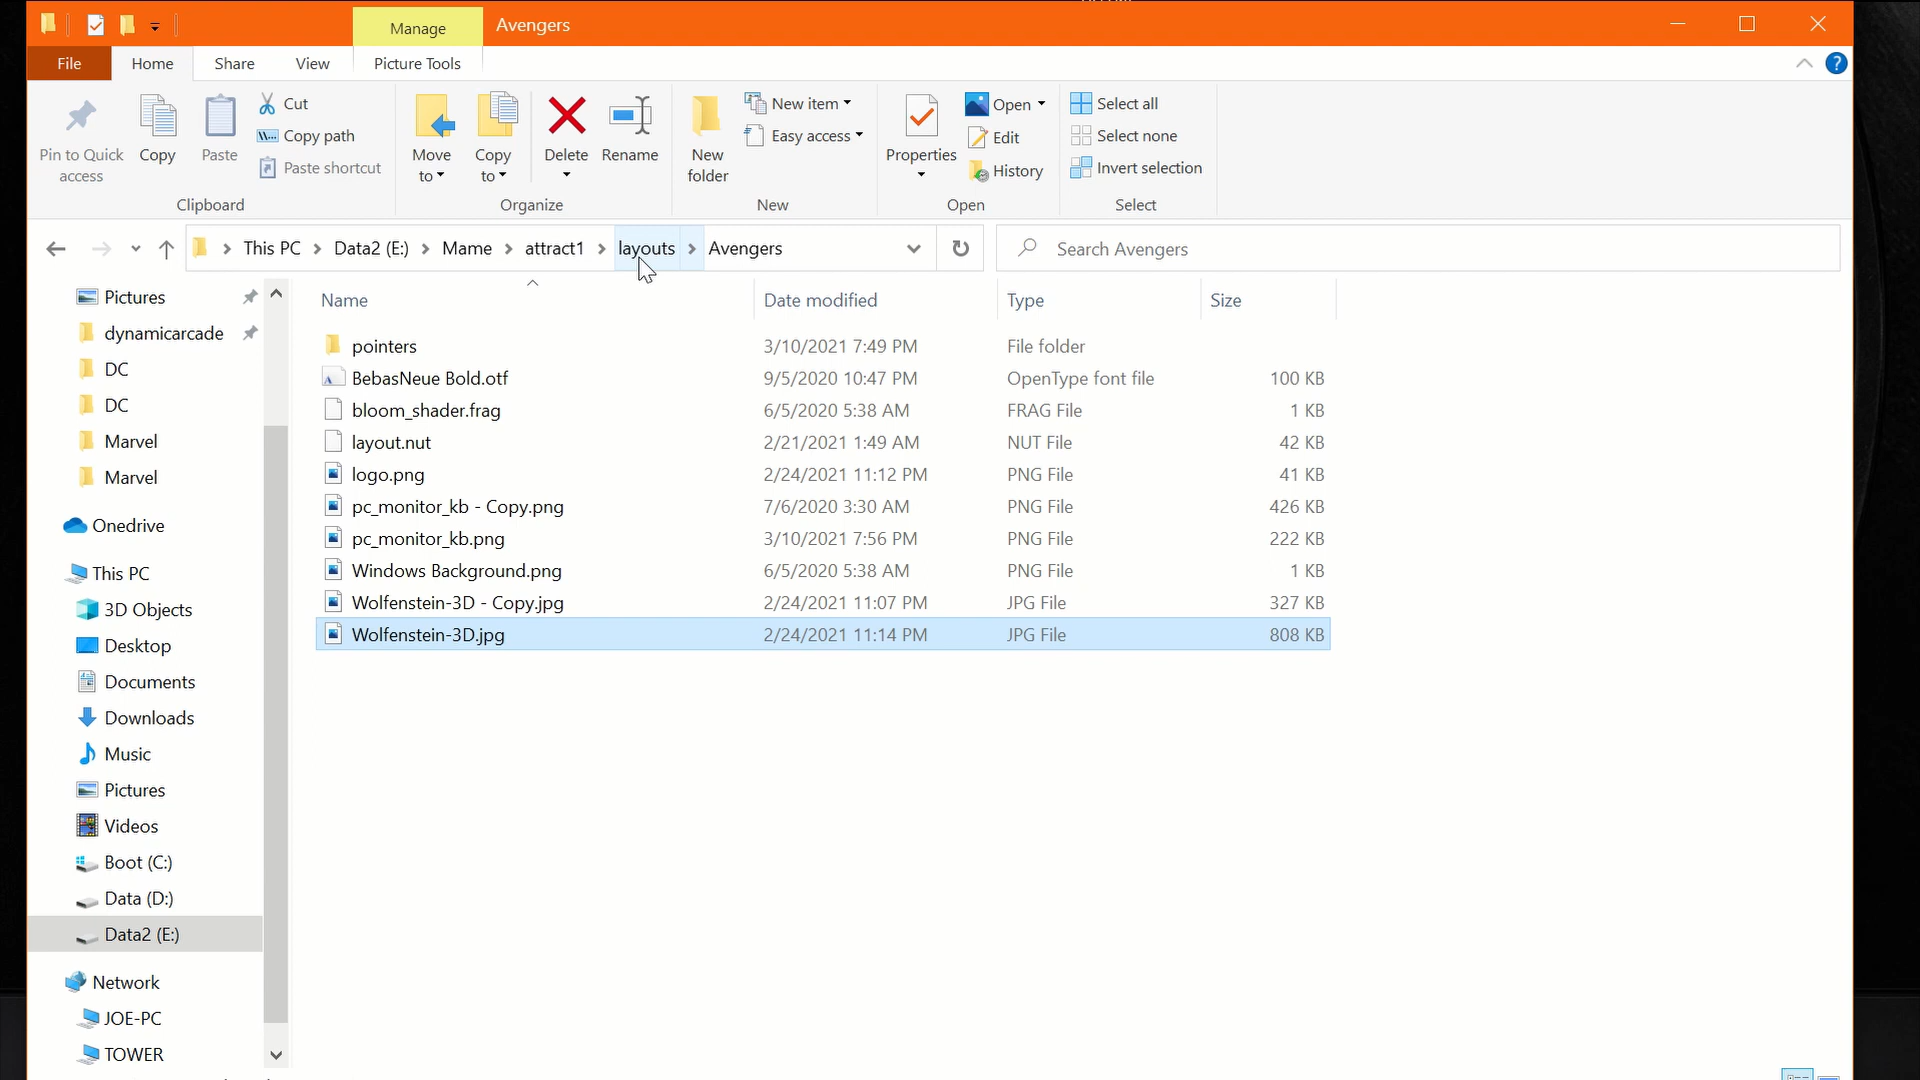 Manage
Avengers
File
Home
Share
View
Picture Tools
?
Pin to Quick access
Copy
Paste
Cut
Copy path
Paste shortcut
Clipboard
Move to
Copy to
Delete
Rename
Organize
New folder
New item
Easy access
New
Properties
Open
Edit
History
Open
Select all
Select none
Invert selection
Select
This PC > Data2 (E:) > Mame > attract1 > layouts > Avengers
Search Avengers
Pictures
dynamicarcade
DC
DC
Marvel
Marvel
Onedrive
This PC
3D Objects
Desktop
Documents
Downloads
Music
Pictures
Videos
Boot (C:)
Data (D:)
Data2 (E:)
Network
JOE-PC
TOWER
Name Date modified Type Size
pointers 3/10/2021 7:49 PM File folder
BebasNeue Bold.otf 9/5/2020 10:47 PM OpenType font file 100 KB
bloom_shader.frag 6/5/2020 5:38 AM FRAG File 1 KB
layout.nut 2/21/2021 1:49 AM NUT File 42 KB
logo.png 2/24/2021 11:12 PM PNG File 41 KB
pc_monitor_kb - Copy.png 7/6/2020 3:30 AM PNG File 426 KB
pc_monitor_kb.png 3/10/2021 7:56 PM PNG File 222 KB
Windows Background.png 6/5/2020 5:38 AM PNG File 1 KB
Wolfenstein-3D - Copy.jpg 2/24/2021 11:07 PM JPG File 327 KB
Wolfenstein-3D.jpg 2/24/2021 11:14 PM JPG File 808 KB